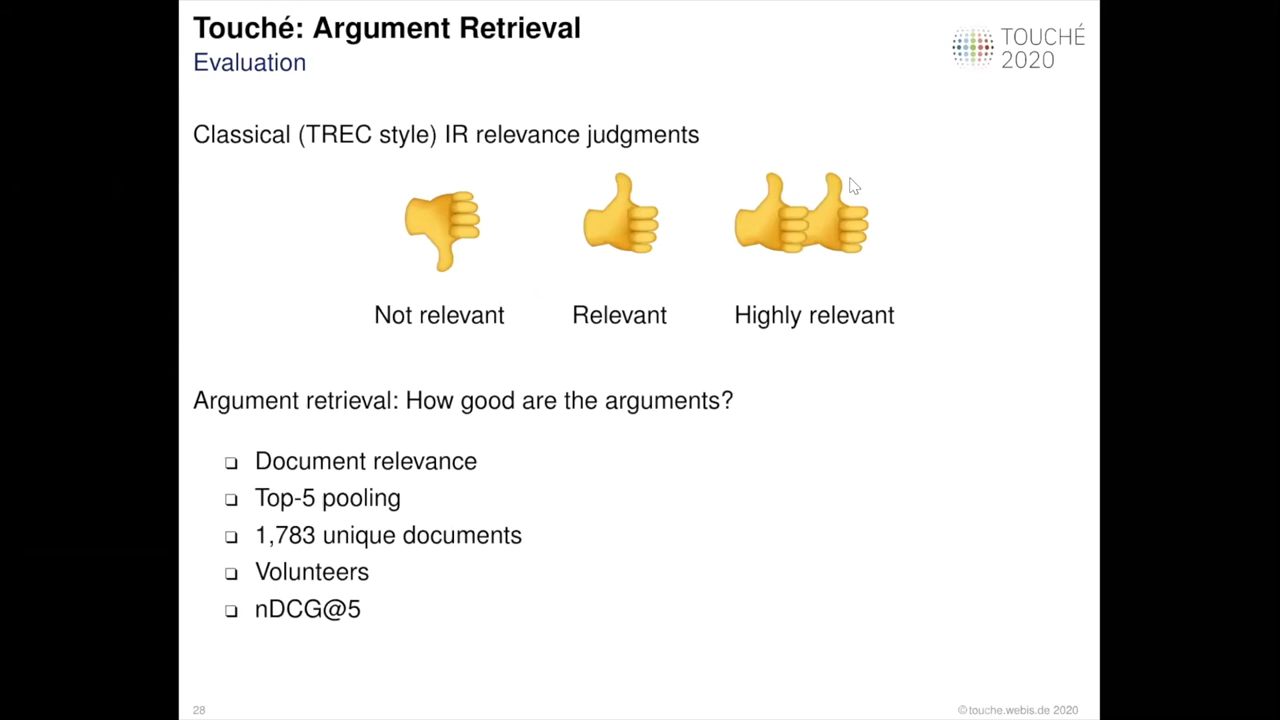 Touché: Argument Retrieval
Evaluation
TOUCHÉ
2020
Classical (TREC style) IR relevance judgments
Not relevant
Relevant
Highly relevant
Argument retrieval: How good are the arguments?
Document relevance
Top-5 pooling
1,783 unique documents
Volunteers
nDCG@5
28
©touche.webis.de 2020